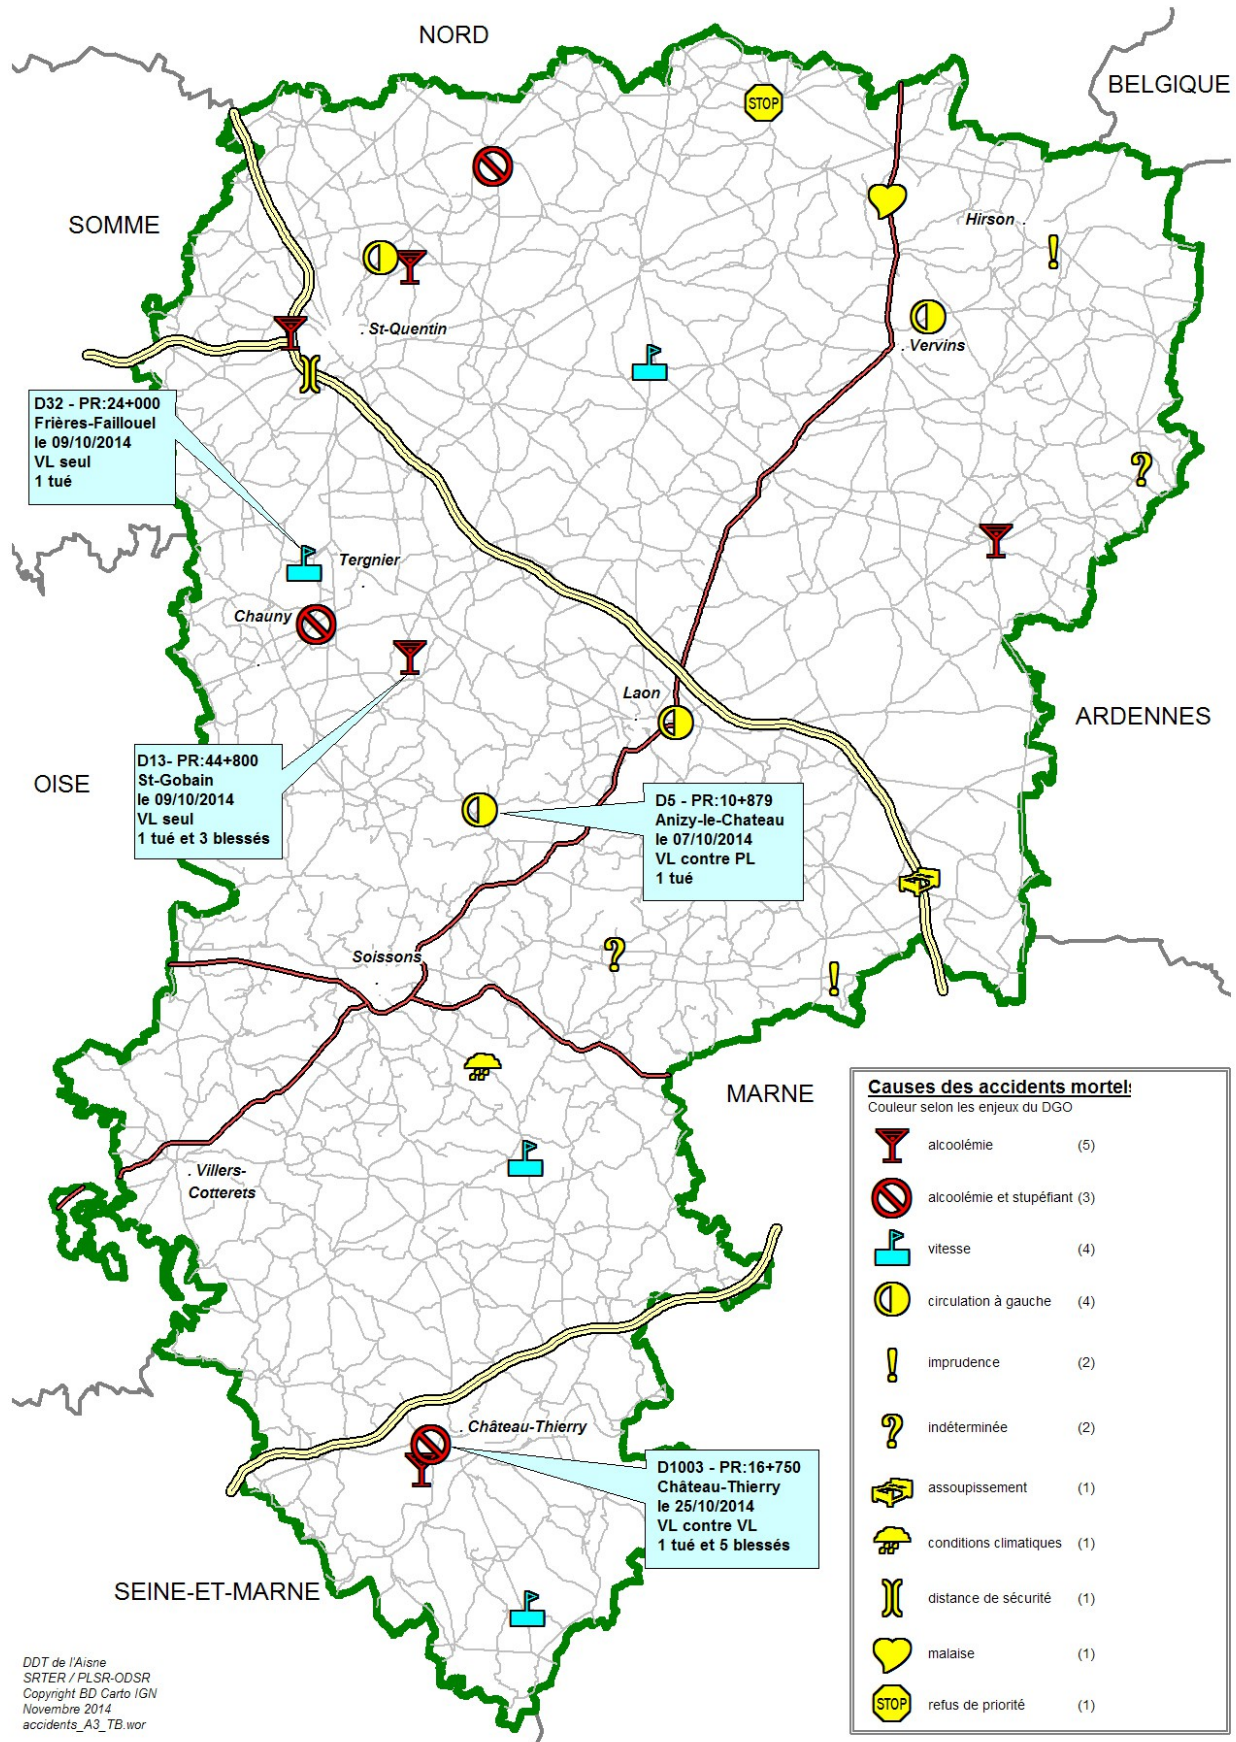 NORD
BELGIQUE
STOP
SOMME
Hirson
St-Quentin
Vervins
D32 - PR:24+000
Frières-Faillouel
le 09/10/2014
VL seul
1 tué
Tergnier
Chauny
Laon
ARDENNES
OISE
D13- PR:44+800
St-Gobain
le 09/10/2014
VL seul
1 tué et 3 blessés
D5 - PR:10+879
Anizy-le-Chateau
le 07/10/2014
VL contre PL
1 tué
Soissons
MARNE
Villers-
Cotterets
Château-Thierry
D1003 - PR:16+750
Château-Thierry
le 25/10/2014
VL contre VL
1 tué et 5 blessés
SEINE-ET-MARNE
Causes des accidents mortels
Couleur selon les enjeux du DGO
alcoolémie (5)
alcoolémie et stupéfiant (3)
vitesse (4)
circulation à gauche (4)
imprudence (2)
indéterminée (2)
assoupissement (1)
conditions climatiques (1)
distance de sécurité (1)
malaise (1)
STOP refus de priorité (1)
DDT de l'Aisne
SRTER / PLSR-ODSR
Copyright BD Carto IGN
Novembre 2014
accidents_A3_TB.wor